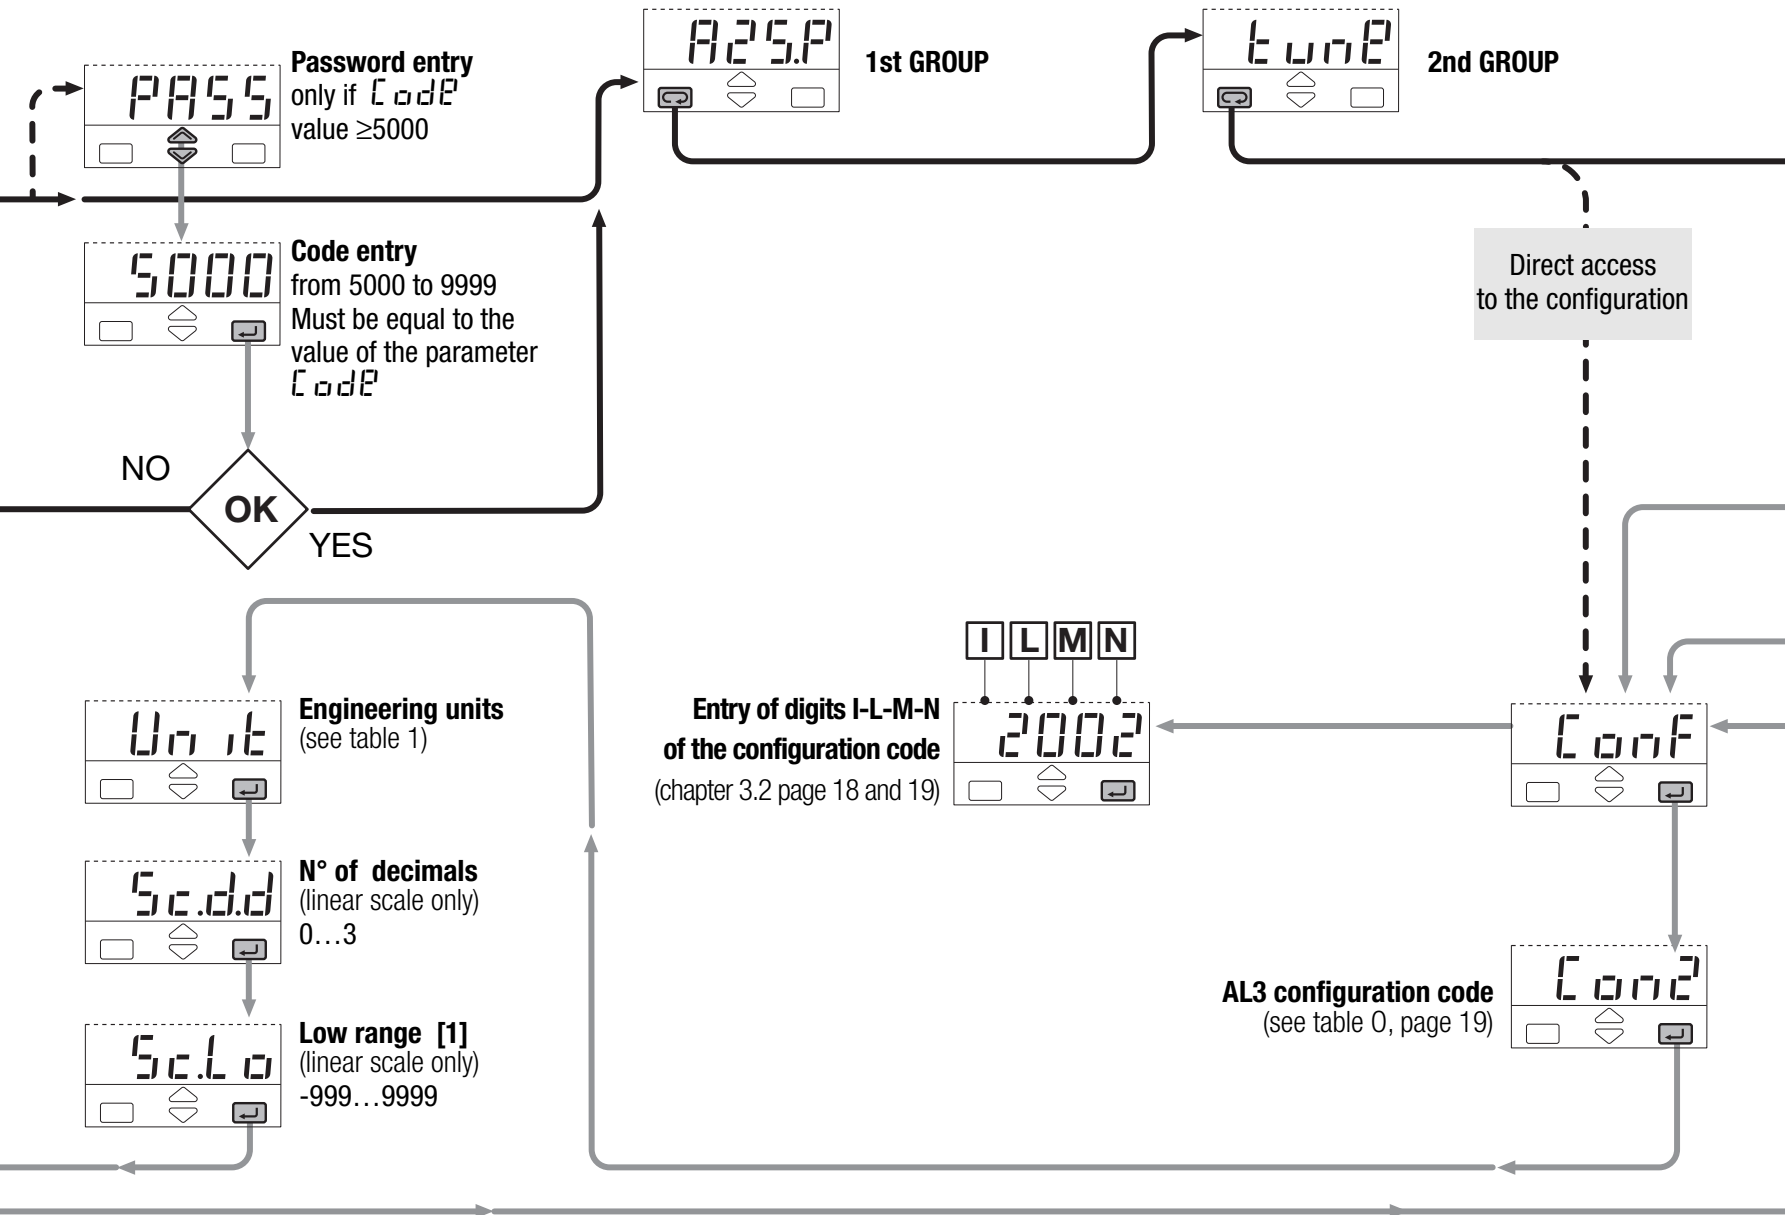 PASS
Password entry
only if CodE
value ≥5000
A2S.P
1st GROUP
tunE
2nd GROUP
5000
Code entry
from 5000 to 9999
Must be equal to the
value of the parameter
CodE
Direct access
to the configuration
NO
OK
YES
Unit
Engineering units
(see table 1)
Sc.d.d
N° of decimals
(linear scale only)
0…3
Sc.Lo
Low range [1]
(linear scale only)
-999…9999
I L M N
Entry of digits I-L-M-N
of the configuration code
(chapter 3.2 page 18 and 19)
2002
ConF
AL3 configuration code
(see table O, page 19)
Con2